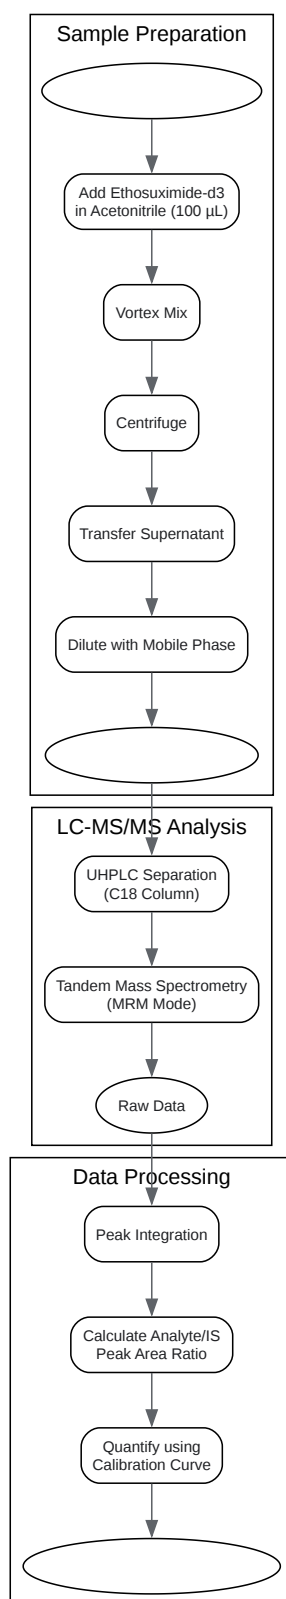 Sample Preparation
Add Ethosuximide-d3
in Acetonitrile (100 µL)
Vortex Mix
Centrifuge
Transfer Supernatant
Dilute with Mobile Phase
LC-MS/MS Analysis
UHPLC Separation
(C18 Column)
Tandem Mass Spectrometry
(MRM Mode)
Raw Data
Data Processing
Peak Integration
Calculate Analyte/IS
Peak Area Ratio
Quantify using
Calibration Curve